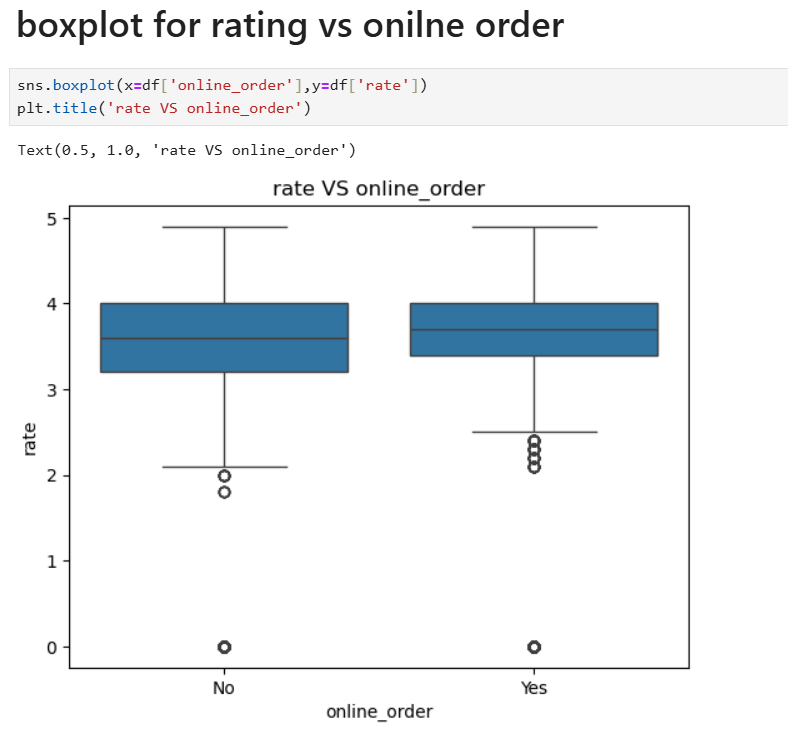 boxplot for rating vs onilne order
sns.boxplot(x=df['online_order'],y=df['rate'])
plt.title('rate VS online_order')
Text(0.5, 1.0, 'rate VS online_order')
rate VS online_order
5
4
3
2
1
0
rate
No Yes
online_order